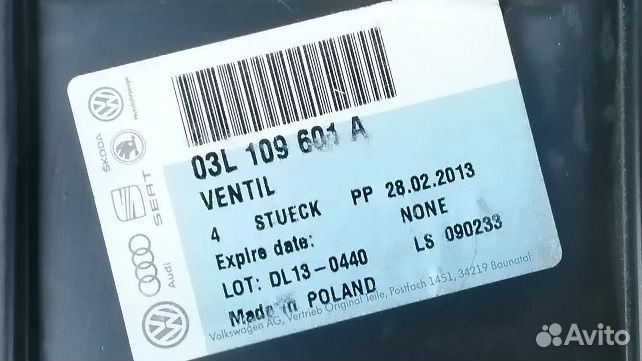 03L 109 601 A
VENTIL
4 STUECK PP 28.02.2013
Expire date: NONE
LOT: DL13-0440 LS 090233
Made in POLAND
Volkswagen AG, Vertrieb Original Teile, Postfach 1451, 34219 Baunatal
ŠKODA
SEAT
Audi
Avito